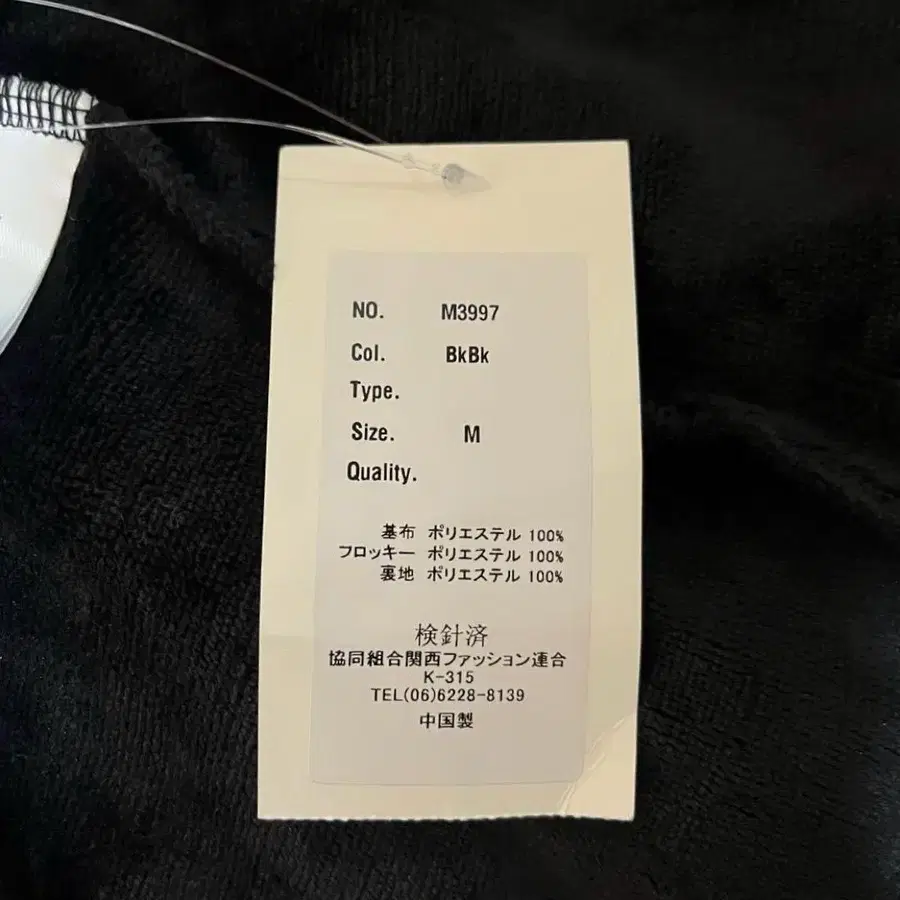 NO. M3997
Col. BkBk
Type.
Size. M
Quality.
基布 ポリエステル 100%
フロッキー ポリエステル 100%
裏地 ポリエステル 100%
検針済
協同組合関西ファッション連合
K-315
TEL(06)6228-8139
中国製